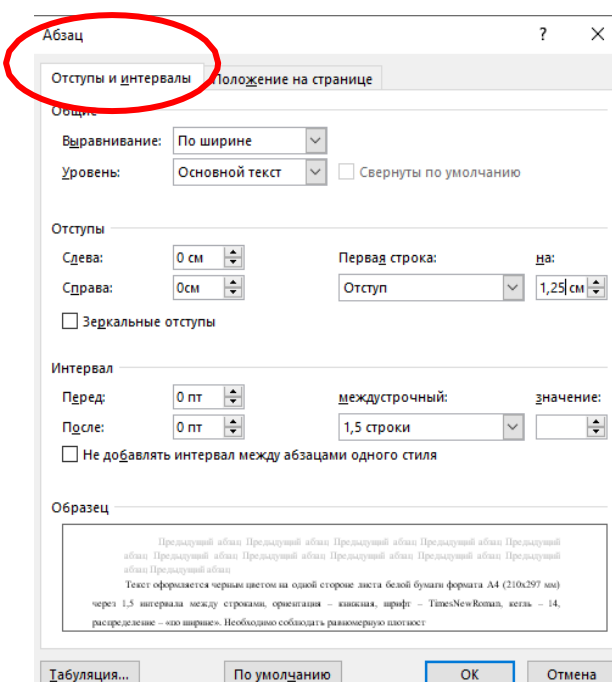 Абзац ?
Отступы и интервалы Положение на странице
Общие
Выравнивание: По ширине
Уровень: Основной текст Свернуты по умолчанию
Отступы
Слева: 0 см Первая строка: на:
Справа: 0см Отступ 1,25 см
Зеркальные отступы
Интервал
Перед: 0 пт междустрочный: значение:
После: 0 пт 1,5 строки
Не добавлять интервал между абзацами одного стиля
Образец
Предыдущий абзац Предыдущий абзац Предыдущий абзац Предыдущий абзац Предыдущий
абзац Предыдущий абзац Предыдущий абзац Предыдущий абзац Предыдущий абзац Предыдущий
абзац Предыдущий абзац
Текст оформляется черным цветом на одной стороне листа белой бумаги формата А4 (210х297 мм)
через 1,5 интервала между строками, ориентация – книжная, шрифт – TimesNewRoman, кегль – 14,
распределение – «по ширине». Необходимо соблюдать равномерную плотност
Табуляция... По умолчанию ОК Отмена